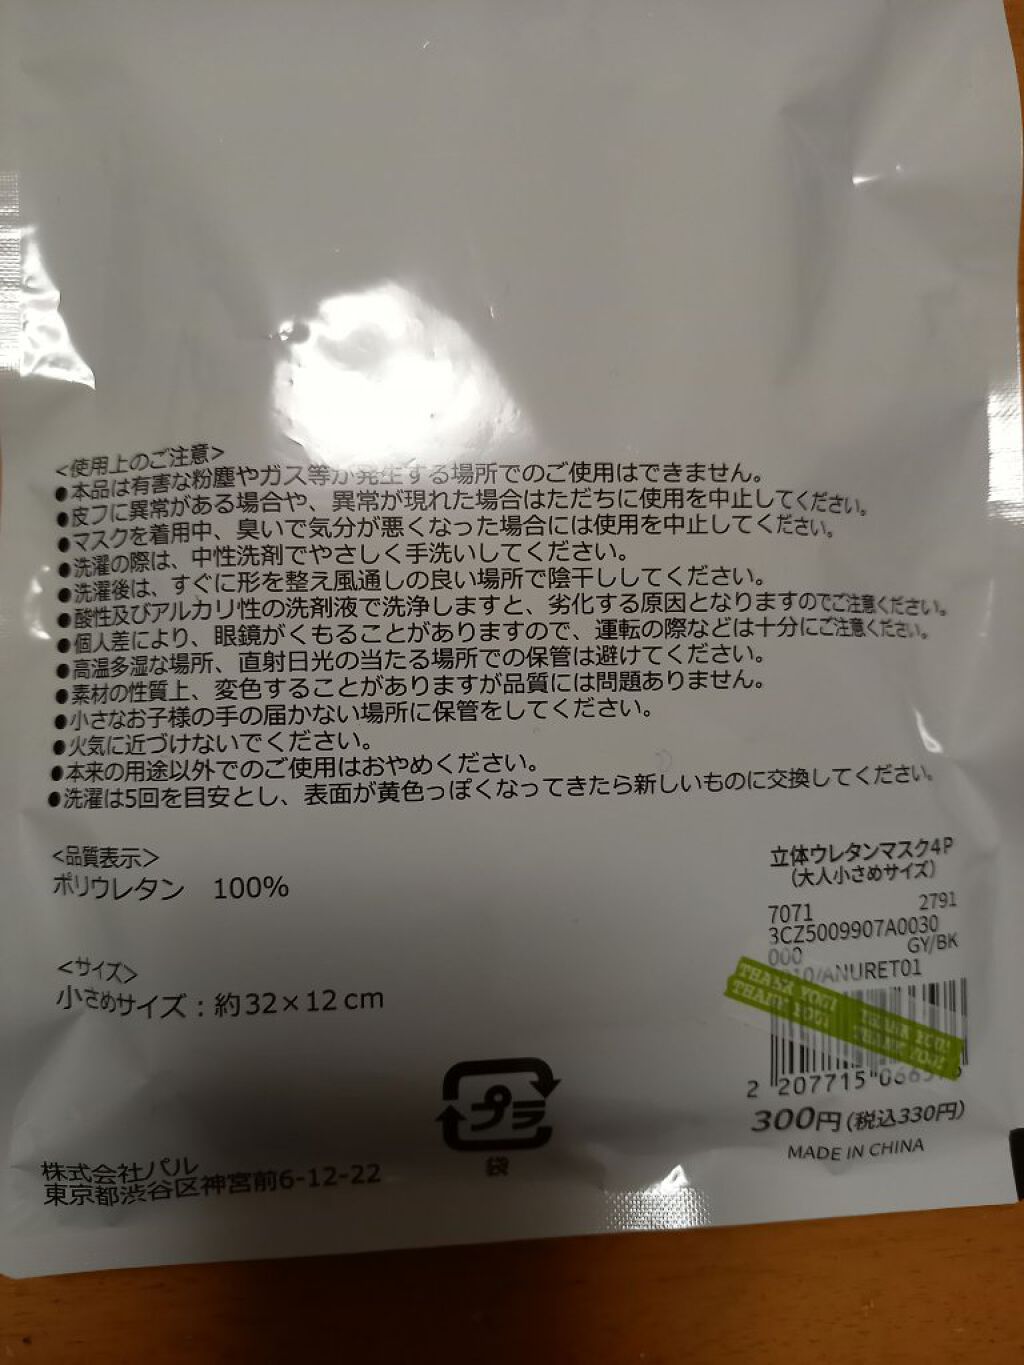 <使用上のご注意>
●本品は有害な粉塵やガス等が発生する場所でのご使用はできません。
●皮フに異常がある場合や、異常が現れた場合はただちに使用を中止してください。
●マスクを着用中、臭いで気分が悪くなった場合には使用を中止してください。
●洗濯の際は、中性洗剤でやさしく手洗いしてください。
●洗濯後は、すぐに形を整え風通しの良い場所で陰干ししてください。
●酸性及びアルカリ性の洗剤液で洗浄しますと、劣化する原因となりますのでご注意ください。
●個人差により、眼鏡がくもることがありますので、運転の際などは十分にご注意ください。
●高温多湿な場所、直射日光の当たる場所での保管は避けてください。
●素材の性質上、変色することがありますが品質には問題ありません。
●小さなお子様の手の届かない場所に保管をしてください。
●火気に近づけないでください。
●本来の用途以外でのご使用はおやめください。
●洗濯は5回を目安とし、表面が黄色っぽくなってきたら新しいものに交換してください。
<品質表示>
ポリウレタン 100%
<サイズ>
小さめサイズ：約32×12cm
プラ
袋
株式会社パル
東京都渋谷区神宮前6-12-22
立体ウレタンマスク4P
(大人小さめサイズ)
7071 2791
3CZ5009907A0030
000 GY/BK
10/ANURET01
THANK YOU!
THANK YOU!
THANK YOU!
THANK YOU!
2 207715
300円(税込330円)
MADE IN CHINA